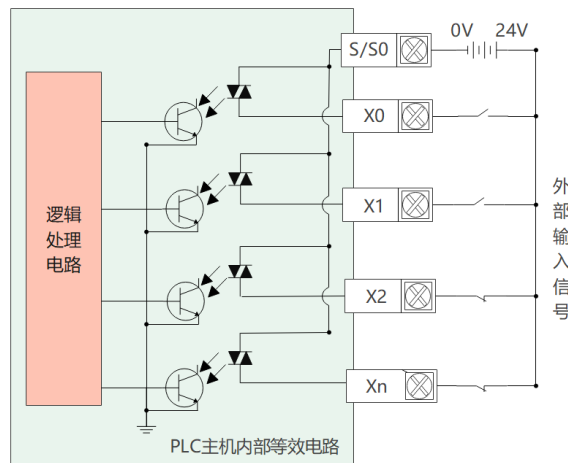 S/S0
0V 24V
X0
X1
X2
Xn
逻辑
处理
电路
外
部
输
入
信
号
PLC主机内部等效电路